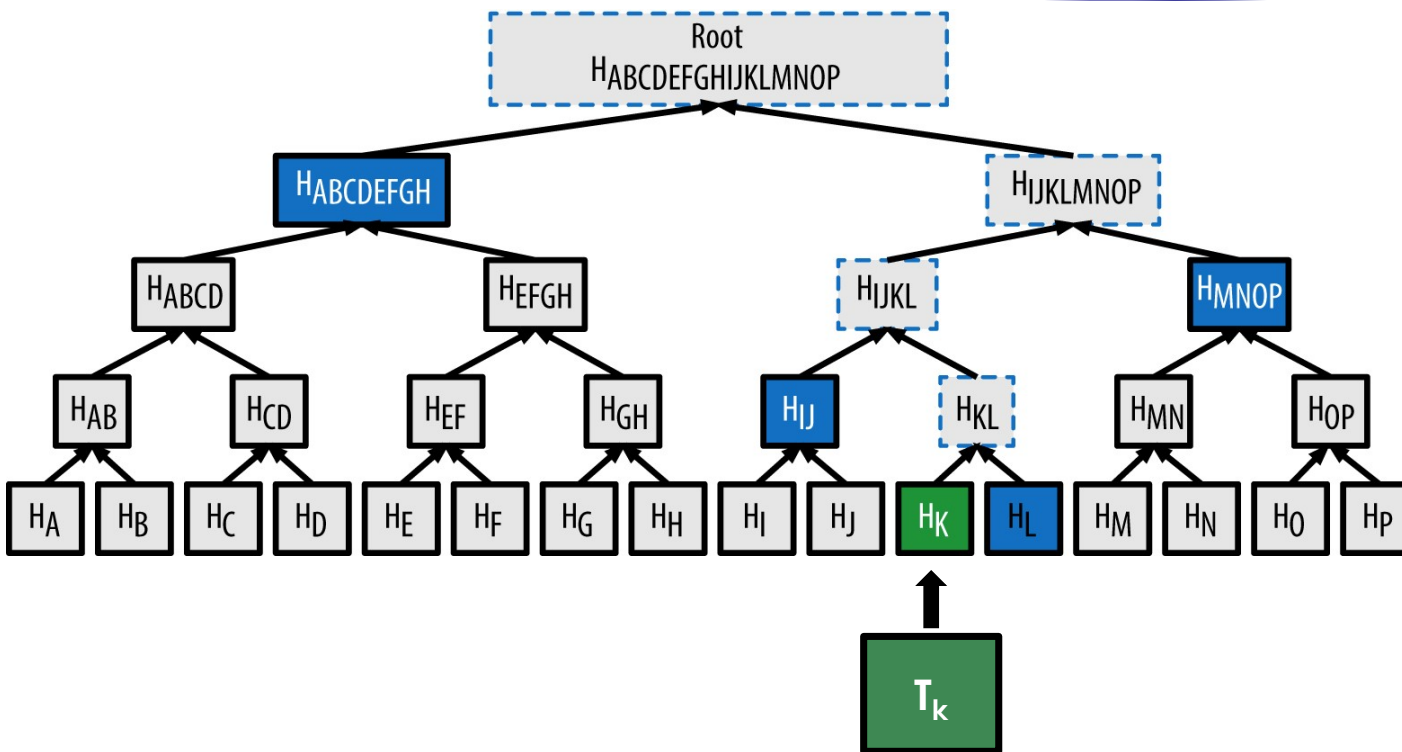 Root
HABCDEFGHIJKLMNOP
HABCDEFGH
HIJKLMNOP
HABCD
HEFGH
HIJKL
HMNOP
HAB
HCD
HEF
HGH
HIJ
HKL
HMN
HOP
HA
HB
HC
HD
HE
HF
HG
HH
HI
HJ
HK
HL
HM
HN
HO
HP
Tk